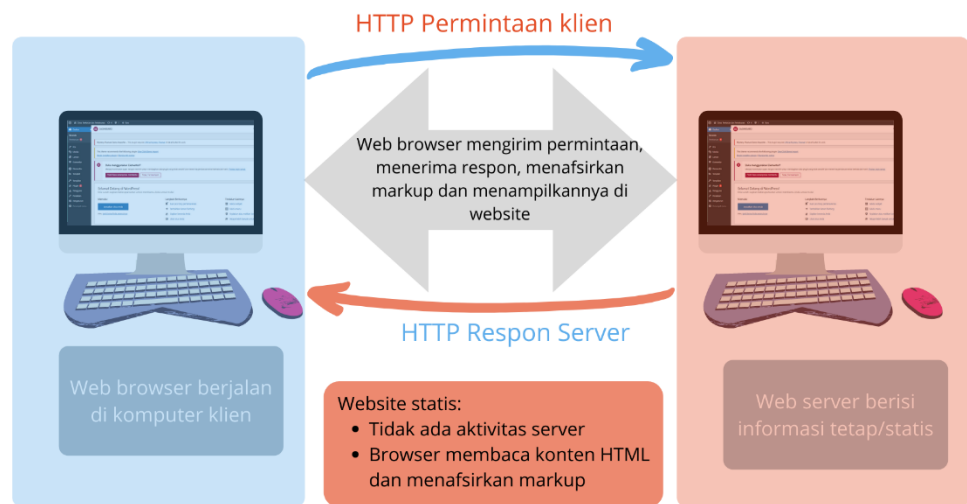 HTTP Permintaan klien
Web browser mengirim permintaan,
menerima respon, menafsirkan
markup dan menampilkannya di
website
HTTP Respon Server
Web browser berjalan
di komputer klien
Website statis:
• Tidak ada aktivitas server
• Browser membaca konten HTML
dan menafsirkan markup
Web server berisi
informasi tetap/statis